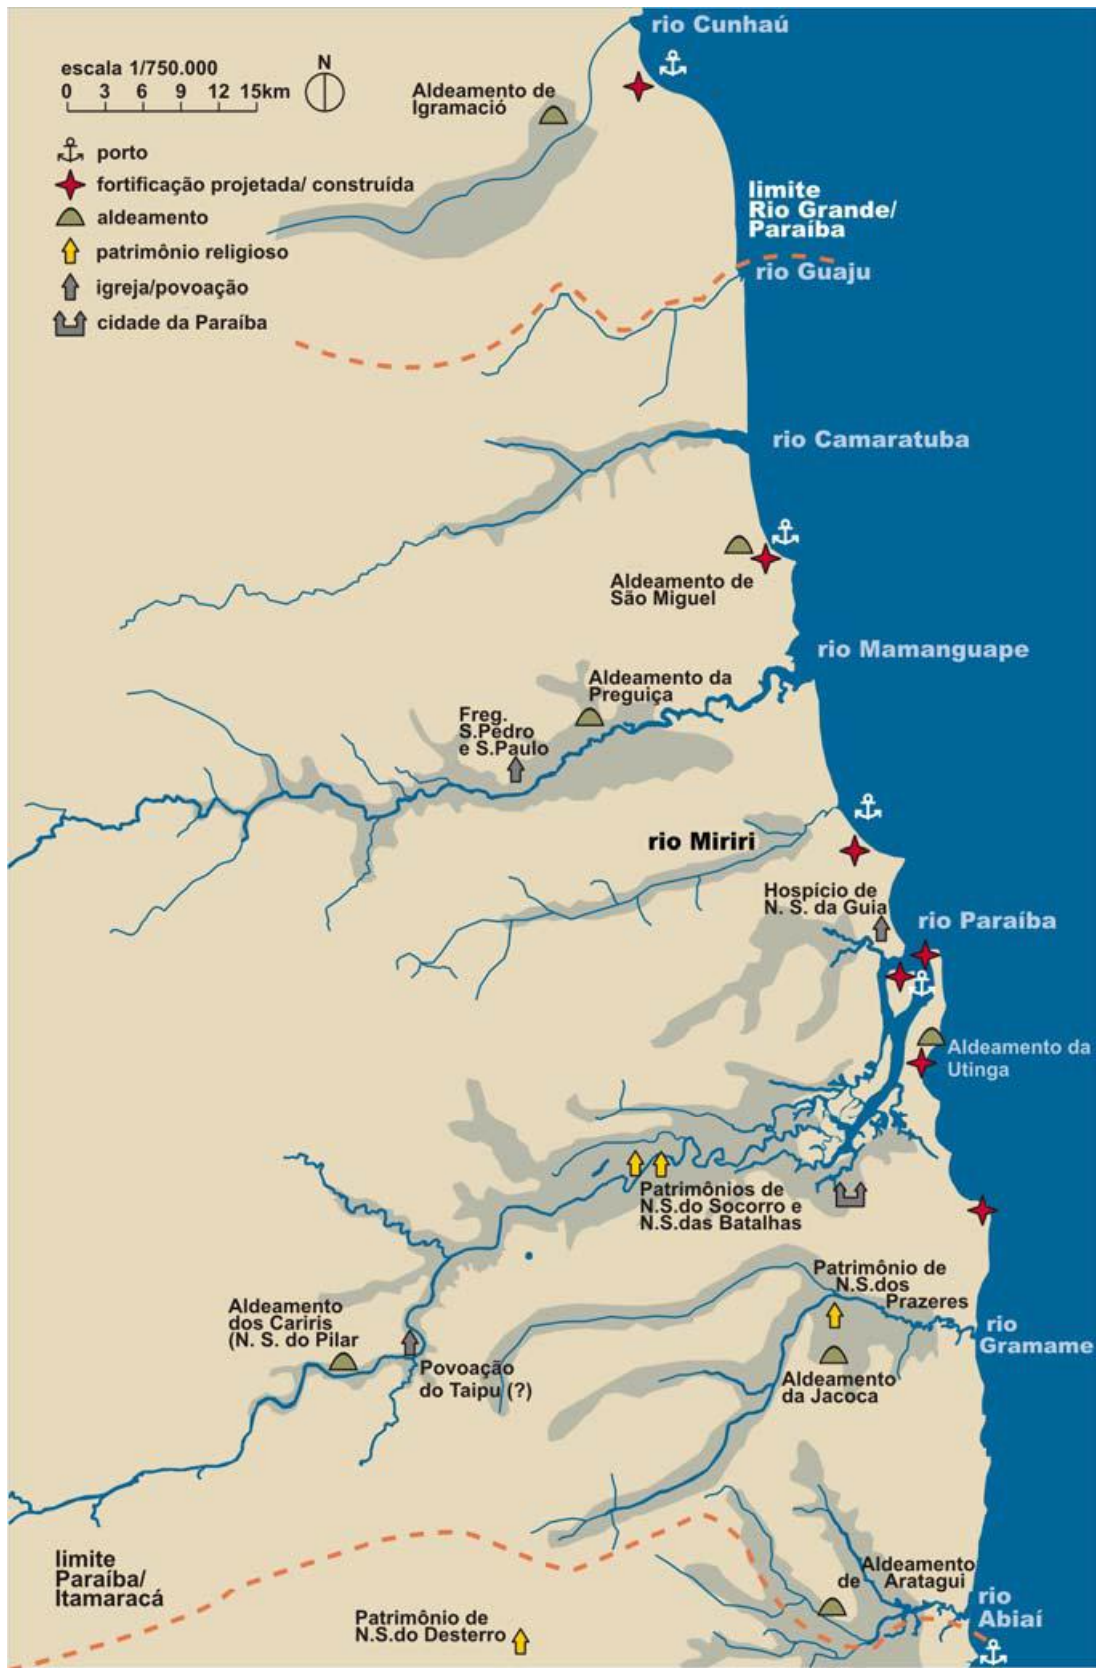 rio Cunhaú
escala 1/750.000
0 3 6 9 12 15km
N
Aldeamento de
Igramació
porto
fortificação projetada/ construída
aldeamento
patrimônio religioso
igreja/povoação
cidade da Paraíba
limite
Rio Grande/
Paraíba
rio Guaju
rio Camaratuba
Aldeamento de
São Miguel
rio Mamanguape
Aldeamento da
Preguiça
Freg.
S.Pedro
e S.Paulo
rio Miriri
Hospício de
N. S. da Guia
rio Paraíba
Aldeamento da
Utinga
Patrimônios de
N.S.do Socorro e
N.S.das Batalhas
Patrimônio de
N.S.dos
Prazeres
Aldeamento
dos Cariris
(N. S. do Pilar
rio
Gramame
Povoação
do Taipu (?)
Aldeamento
da Jacoca
limite
Paraíba/
Itamaracá
Aldeamento
de Aratagui
rio
Abiaí
Patrimônio de
N.S.do Desterro